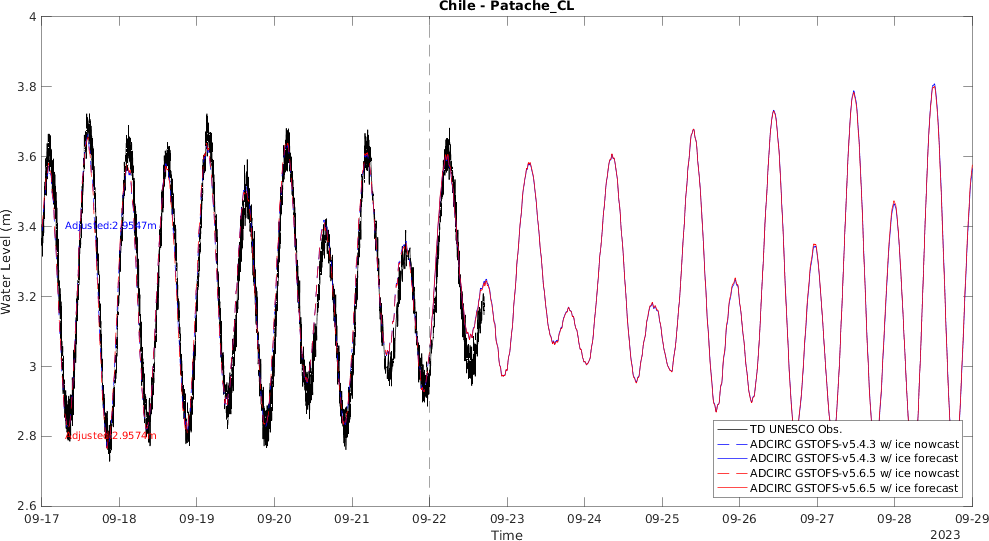 Chile - Patache_CL
4
3.8
3.6
3.4
3.2
3
2.8
2.6
Water Level (m)
Adjusted:2.9547m
Adjusted:2.9574m
TD UNESCO Obs.
ADCIRC GSTOFS-v5.4.3 w/ ice nowcast
ADCIRC GSTOFS-v5.4.3 w/ ice forecast
ADCIRC GSTOFS-v5.6.5 w/ ice nowcast
ADCIRC GSTOFS-v5.6.5 w/ ice forecast
09-17 09-18 09-19 09-20 09-21 09-22 09-23 09-24 09-25 09-26 09-27 09-28 09-29
Time
2023